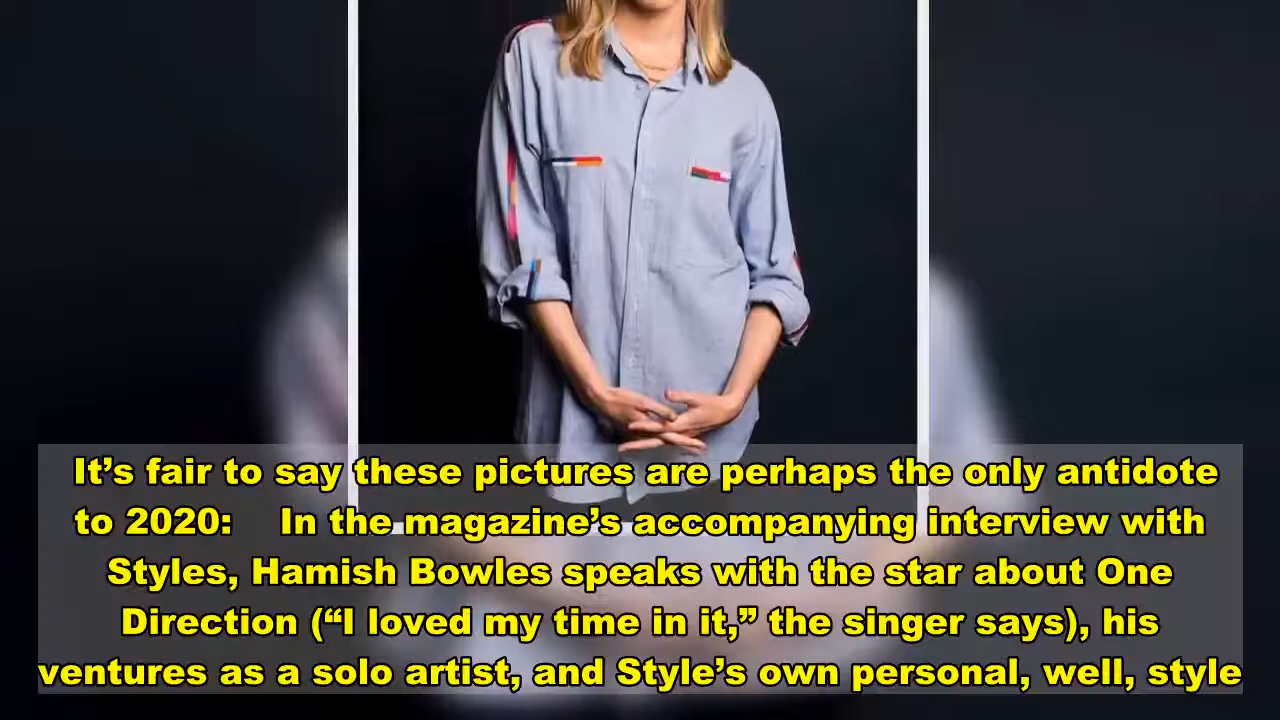 It’s fair to say these pictures are perhaps the only antidote
to 2020: In the magazine’s accompanying interview with
Styles, Hamish Bowles speaks with the star about One
Direction (“I loved my time in it,” the singer says), his
ventures as a solo artist, and Style’s own personal, well, style